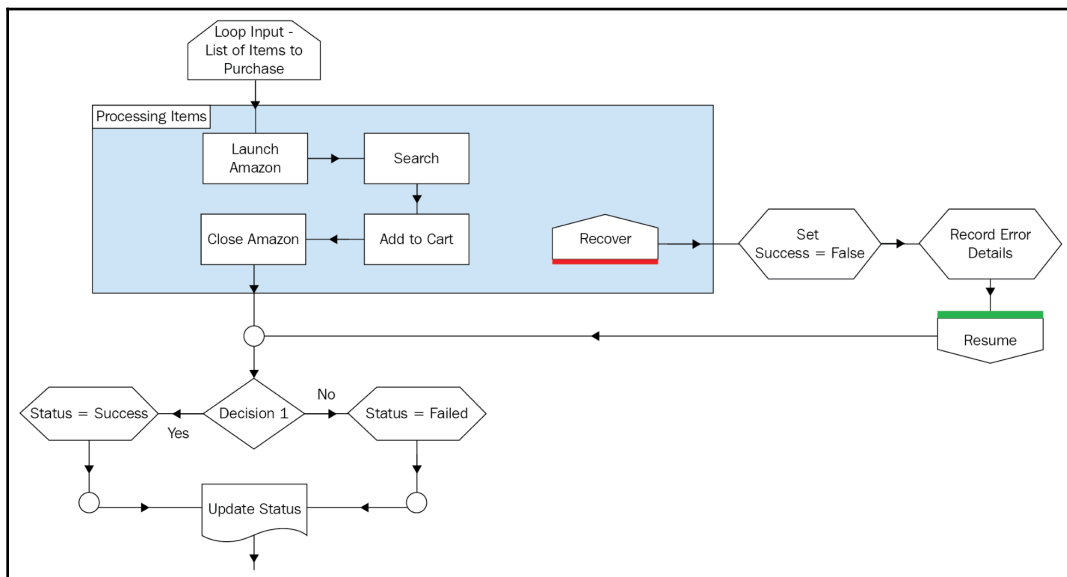 Loop Input -
List of Items to
Purchase
Processing Items
Launch
Amazon
Search
Close Amazon
Add to Cart
Recover
Set
Success = False
Record Error
Details
Resume
No
Status = Success
Decision 1
Status = Failed
Yes
Update Status